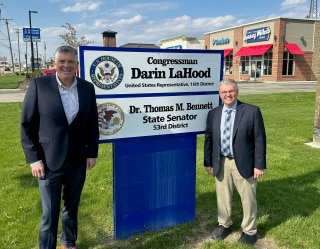 Congressman
Darin LaHood
United States Representative, 16th District
Dr. Thomas M. Bennett
State Senator
53rd District